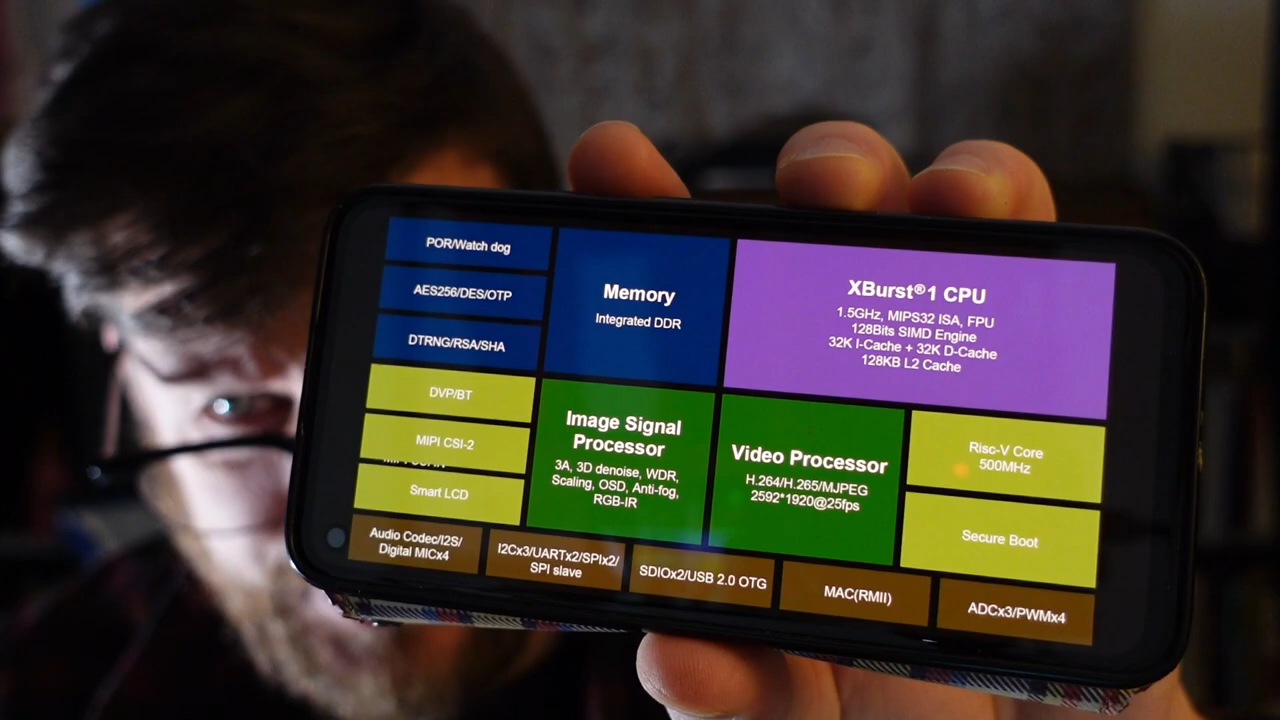 POR/Watch dog
AES256/DES/OTP
DTRNG/RSA/SHA
Memory
Integrated DDR
XBurst®1 CPU
1.5GHz, MIPS32 ISA, FPU
128Bits SIMD Engine
32K I-Cache + 32K D-Cache
128KB L2 Cache
DVP/BT
MIPI CSI-2
Smart LCD
Image Signal
Processor
3A, 3D denoise, WDR,
Scaling, OSD, Anti-fog,
RGB-IR
Video Processor
H.264/H.265/MJPEG
2592*1920@25fps
Risc-V Core
500MHz
Secure Boot
Audio Codec/I2S/
Digital MICx4
I2Cx3/UARTx2/SPIx2/
SPI slave
SDIOx2/USB 2.0 OTG
MAC(RMII)
ADCx3/PWMx4